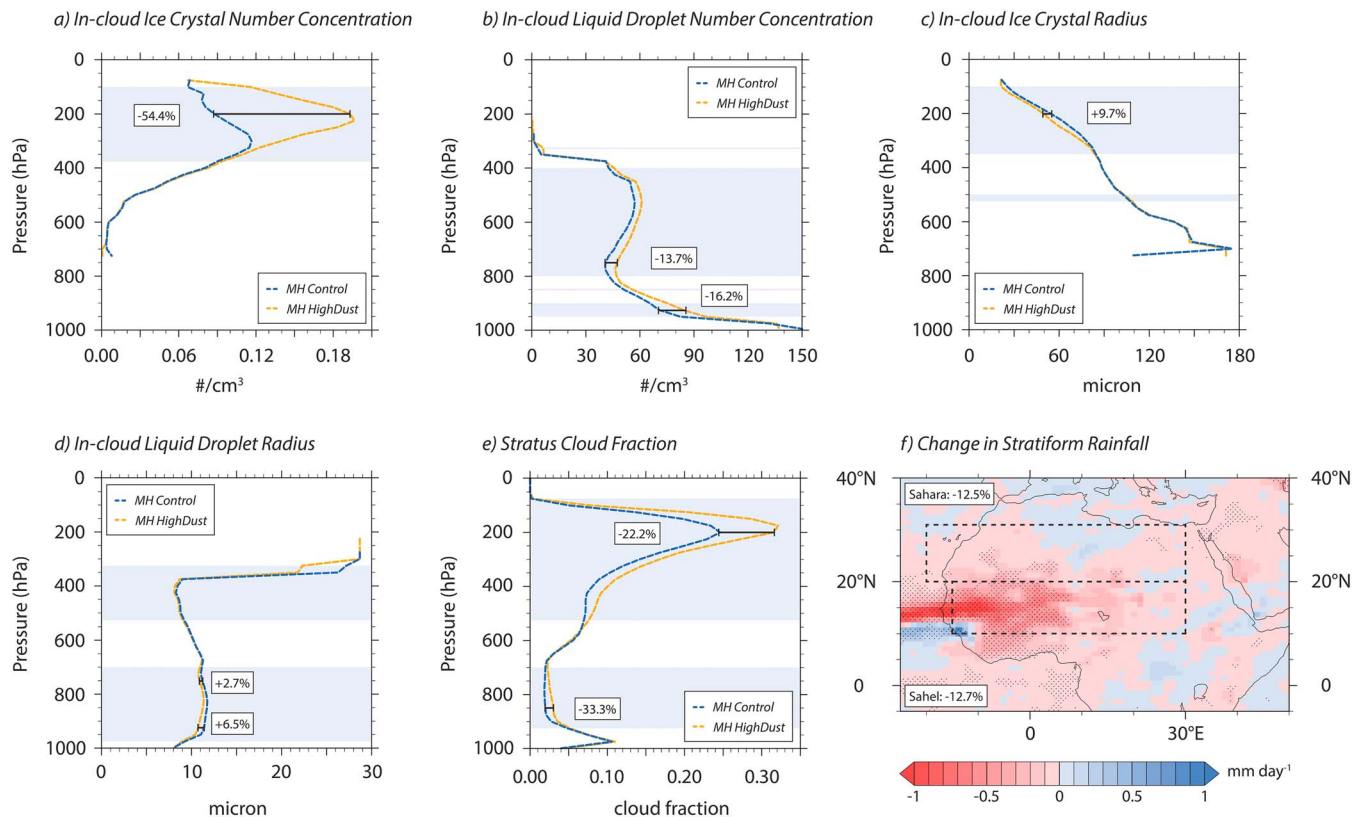 a) In-cloud Ice Crystal Number Concentration
0
200
400
600
800
1000
Pressure (hPa)
-54.4%
MH Control
MH HighDust
0.00 0.06 0.12 0.18
#/cm³
b) In-cloud Liquid Droplet Number Concentration
0
200
400
600
800
1000
Pressure (hPa)
MH Control
MH HighDust
-13.7%
-16.2%
0 30 60 90 120 150
#/cm³
c) In-cloud Ice Crystal Radius
0
200
400
600
800
1000
Pressure (hPa)
+9.7%
MH Control
MH HighDust
0 60 120 180
micron
d) In-cloud Liquid Droplet Radius
0
200
400
600
800
1000
Pressure (hPa)
MH Control
MH HighDust
+2.7%
+6.5%
0 10 20 30
micron
e) Stratus Cloud Fraction
0
200
400
600
800
1000
Pressure (hPa)
-22.2%
-33.3%
MH Control
MH HighDust
0.00 0.10 0.20 0.30
cloud fraction
f) Change in Stratiform Rainfall
40°N 40°N
Sahara: -12.5%
20°N 20°N
0 0
Sahel: -12.7%
0 30°E
mm day⁻¹
-1 -0.5 0 0.5 1